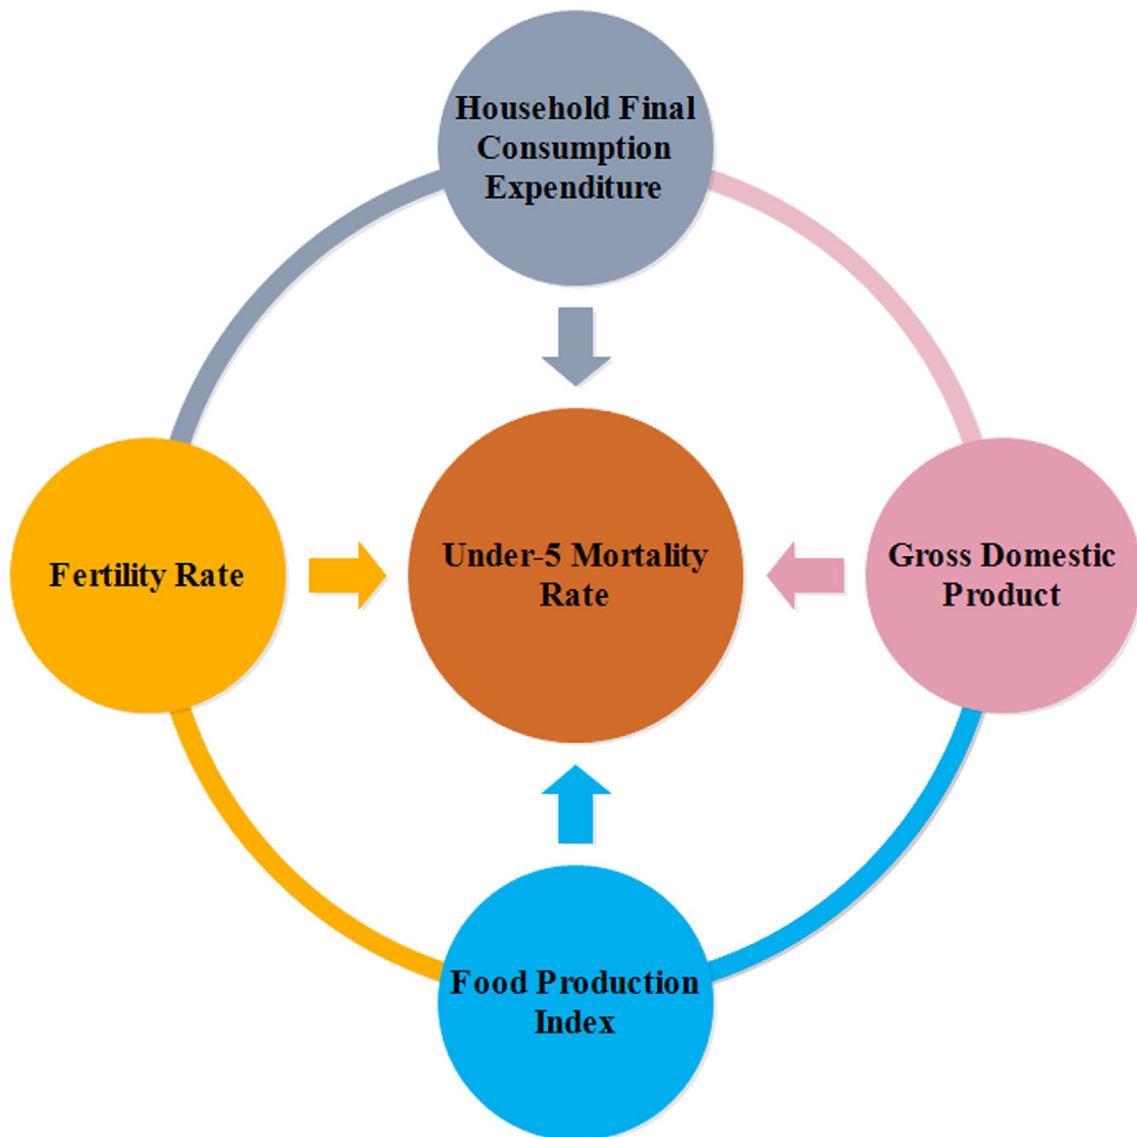 Household Final
Consumption
Expenditure
Fertility Rate
Under-5 Mortality
Rate
Gross Domestic
Product
Food Production
Index